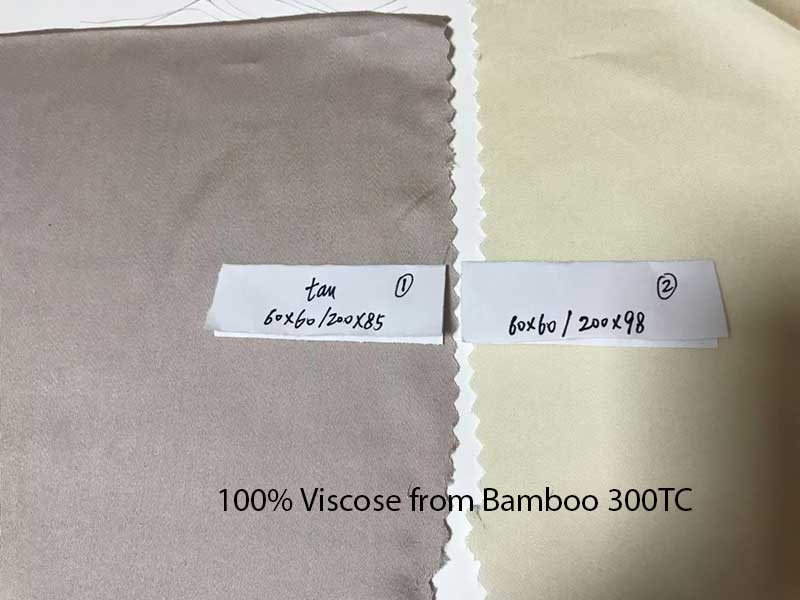 tan ①
60x60/200x85
②
60x60/200x98
100% Viscose from Bamboo 300TC